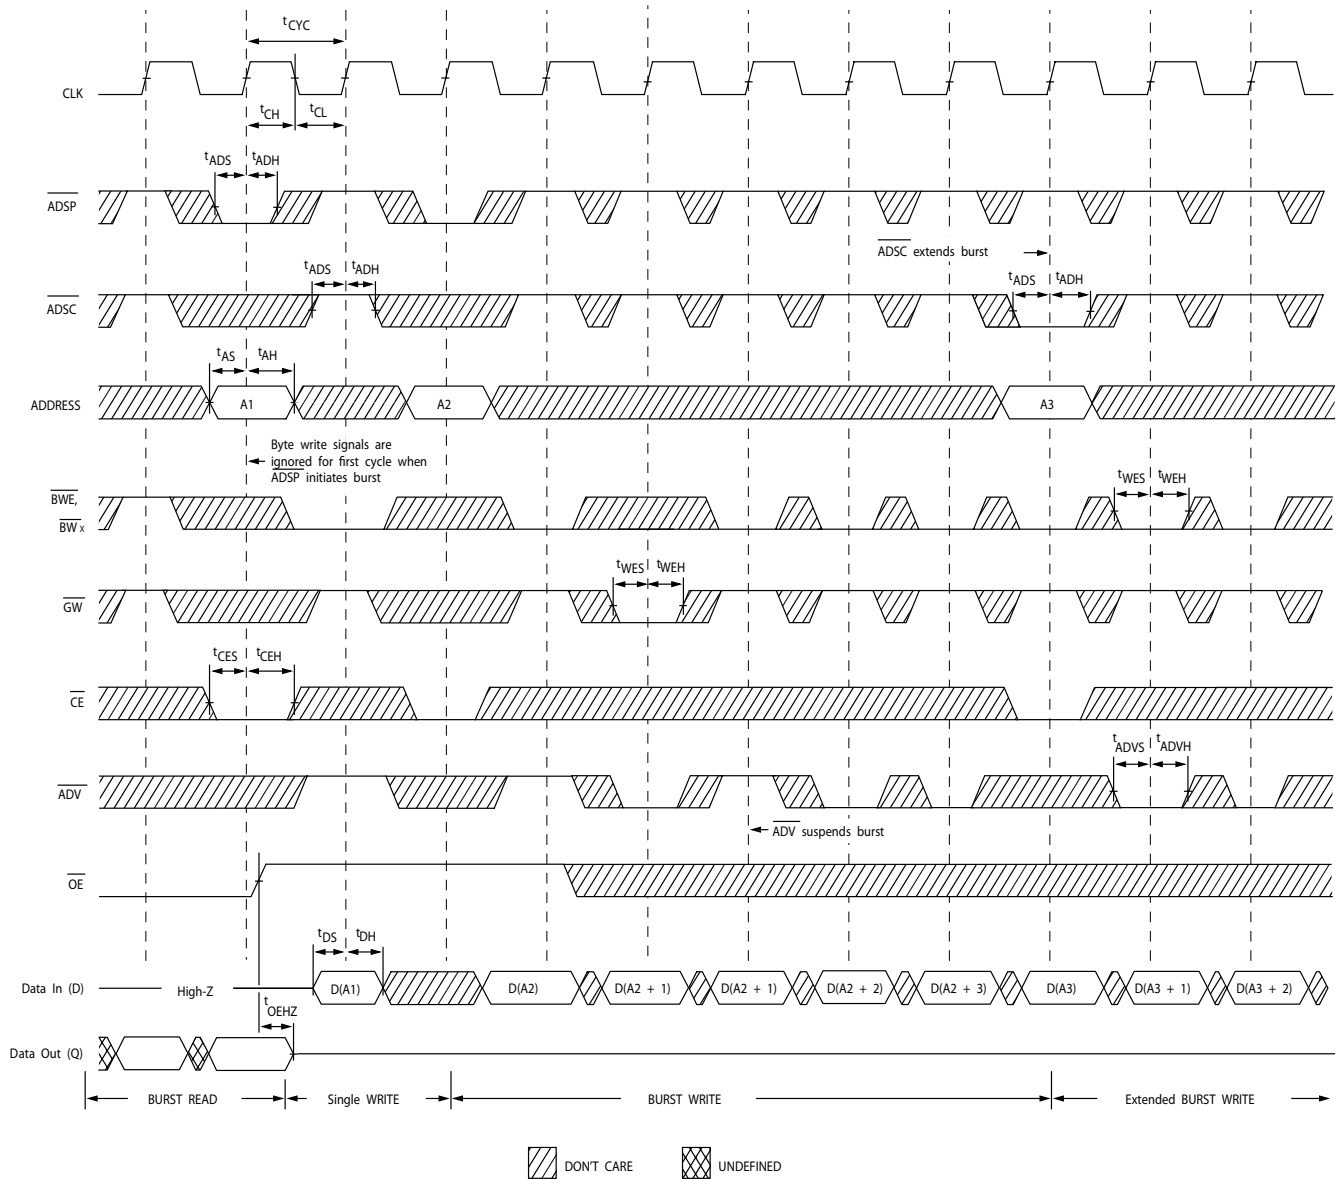 tCYC
CLK
tCH
tCL
tADS
tADH
ADSP
ADSC extends burst
tADS
tADH
tADS
tADH
ADSC
tAS
tAH
ADDRESS
A1
A2
A3
Byte write signals are
ignored for first cycle when
ADSP initiates burst
BWE,
BW x
tWES
tWEH
tWES
tWEH
GW
tCES
tCEH
CE
tADVS
tADVH
ADV
ADV suspends burst
OE
tDS
tDH
Data In (D)
High-Z
D(A1)
D(A2)
D(A2 + 1)
D(A2 + 1)
D(A2 + 2)
D(A2 + 3)
D(A3)
D(A3 + 1)
D(A3 + 2)
tOEHZ
Data Out (Q)
BURST READ
Single WRITE
BURST WRITE
Extended BURST WRITE
DON'T CARE
UNDEFINED